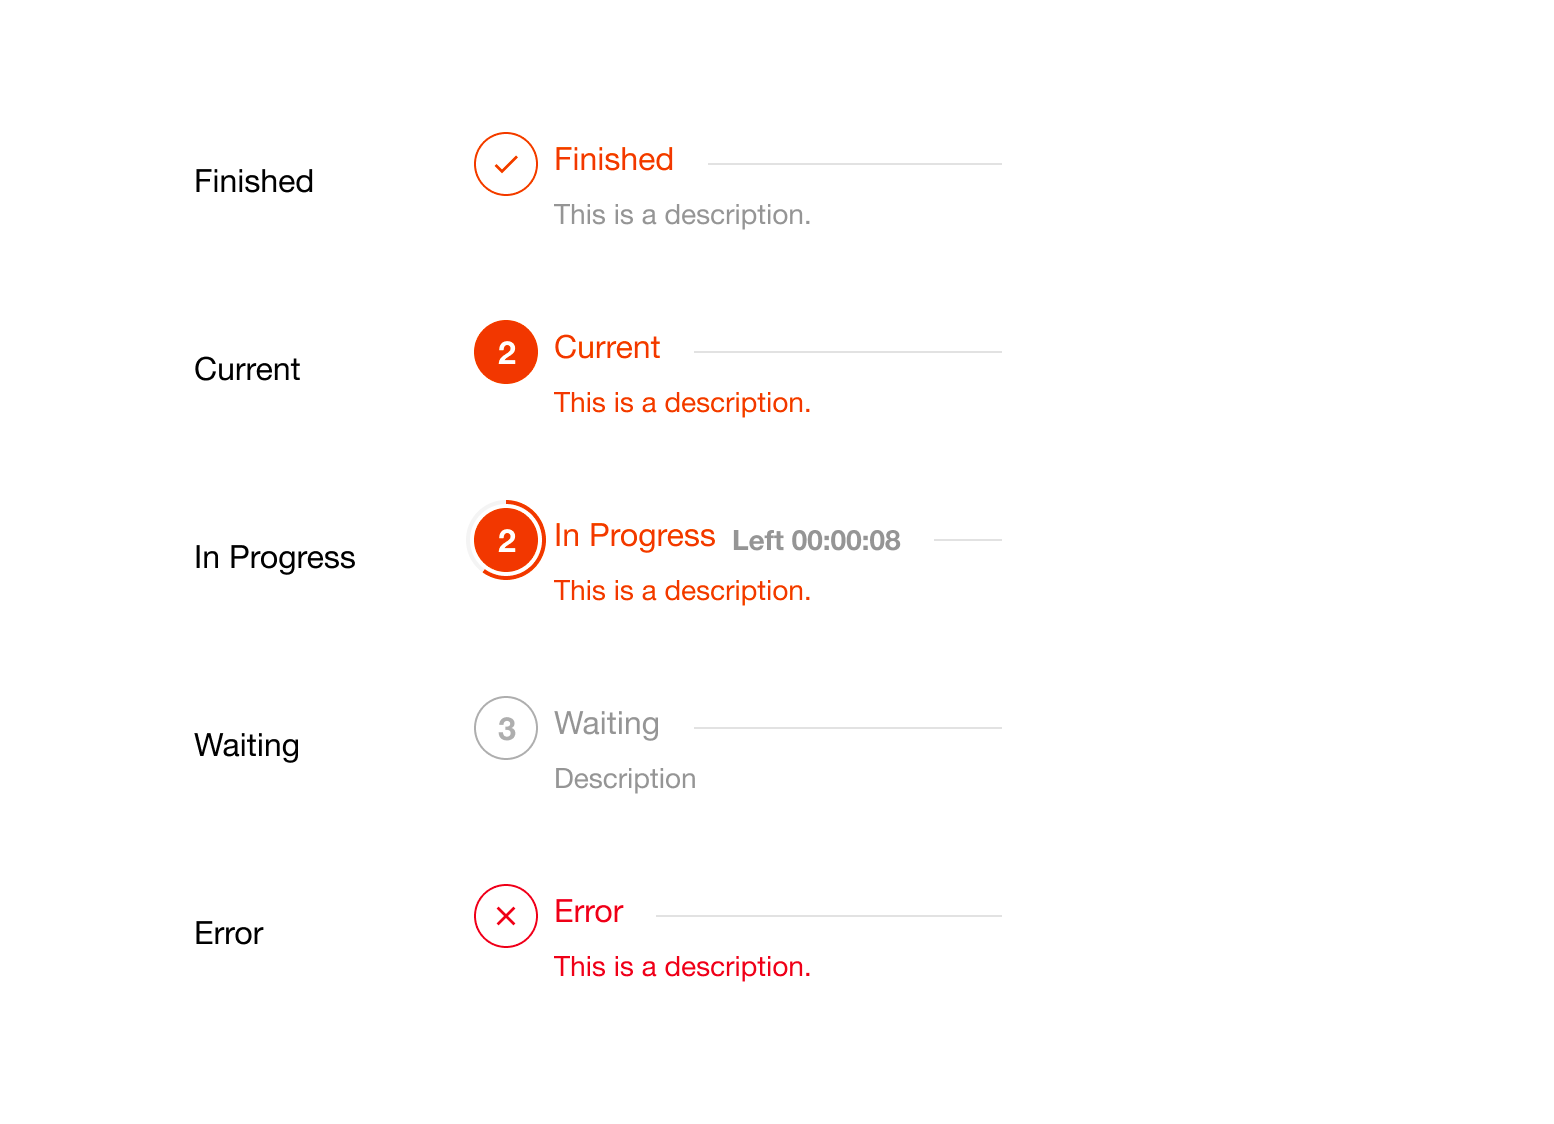 Finished
Finished
This is a description.
Current
2
Current
This is a description.
In Progress
2
In Progress Left 00:00:08
This is a description.
Waiting
3
Waiting
Description
Error
Error
This is a description.